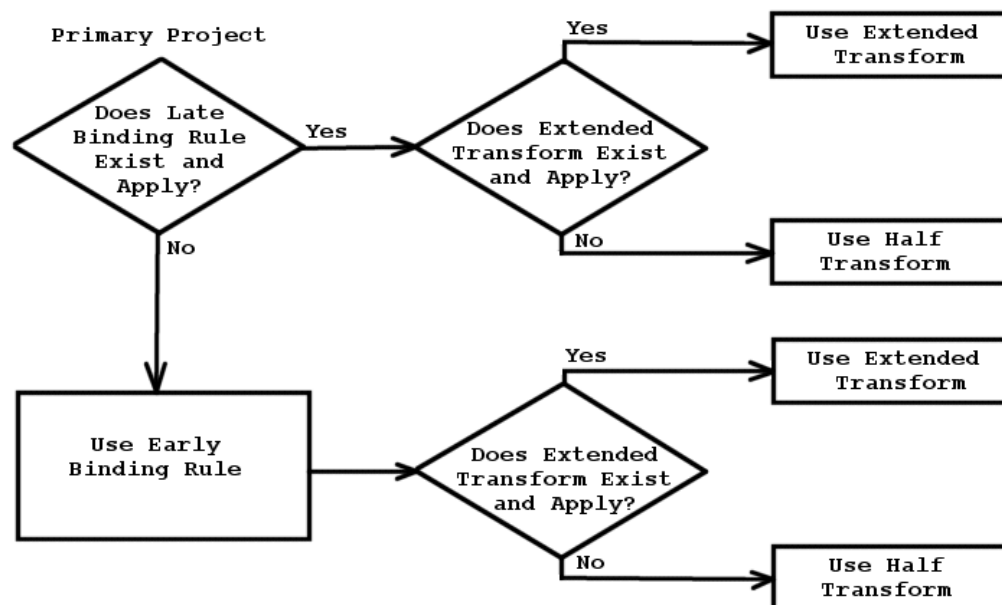 Primary Project
Does Late
Binding Rule
Exist and
Apply?
Yes
No
Does Extended
Transform Exist
and Apply?
Yes
Use Extended
Transform
No
Use Half
Transform
Use Early
Binding Rule
Does Extended
Transform Exist
and Apply?
Yes
Use Extended
Transform
No
Use Half
Transform